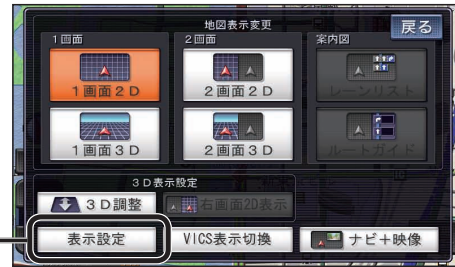 地図表示変更
戻る
1画面
2画面
案内図
1画面2D
2画面2D
レーンリスト
1画面3D
2画面3D
ルートガイド
3D表示設定
3D調整
右画面2D表示
表示設定
VICS表示切換
ナビ+映像